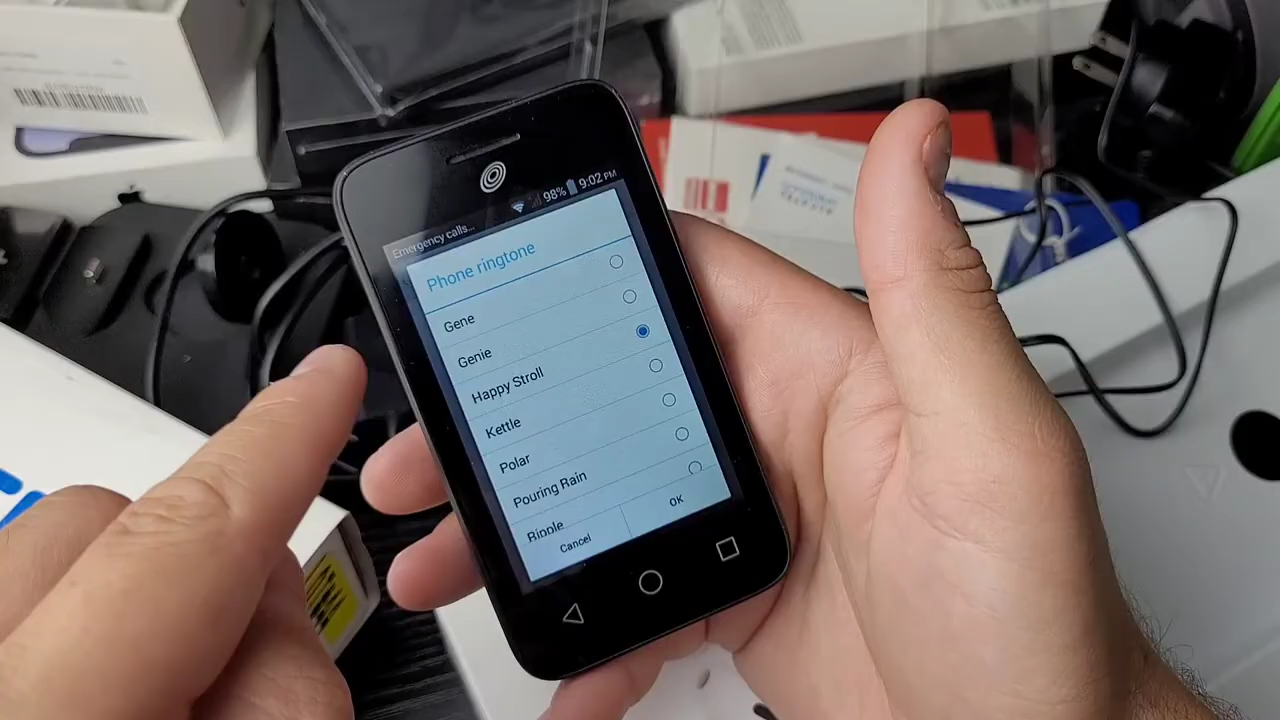 Emergency calls... 98% 9:02 PM
Phone ringtone
Gene
Genie
Happy Stroll
Kettle
Polar
Pouring Rain
Ripple
Cancel OK